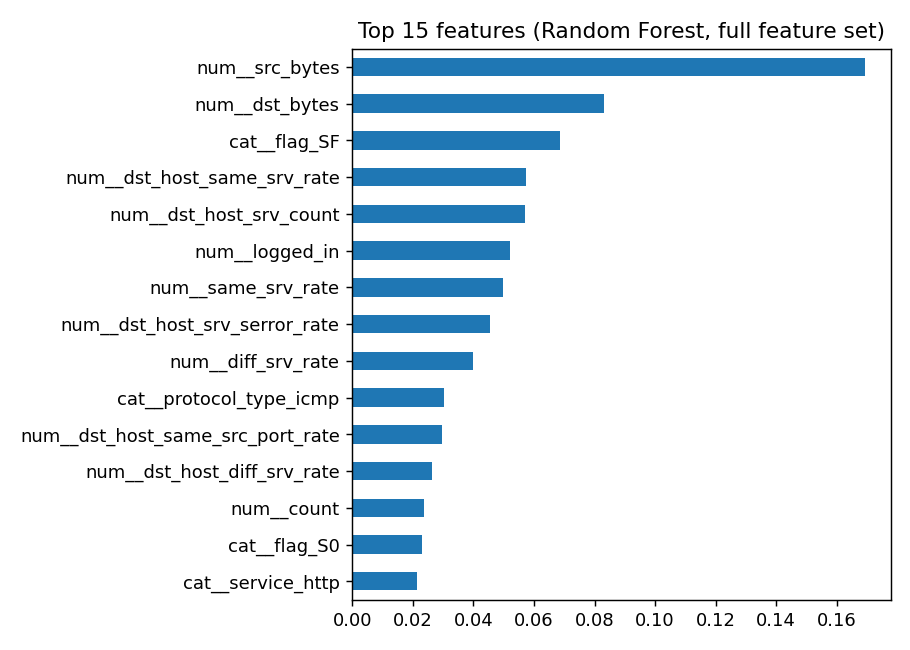 Top 15 features (Random Forest, full feature set)
num__src_bytes
num__dst_bytes
cat__flag_SF
num__dst_host_same_srv_rate
num__dst_host_srv_count
num__logged_in
num__same_srv_rate
num__dst_host_srv_serror_rate
num__diff_srv_rate
cat__protocol_type_icmp
num__dst_host_same_src_port_rate
num__dst_host_diff_srv_rate
num__count
cat__flag_S0
cat__service_http
0.00 0.02 0.04 0.06 0.08 0.10 0.12 0.14 0.16